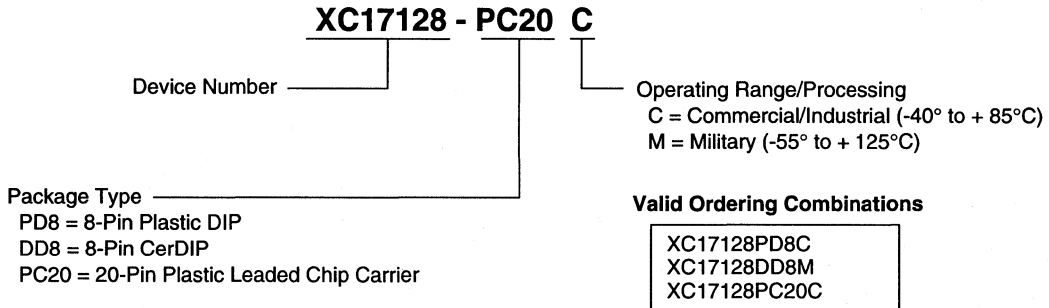 XC17128 - PC20 C
Device Number
Operating Range/Processing
C = Commercial/Industrial (-40° to + 85°C)
M = Military (-55° to + 125°C)
Package Type
PD8 = 8-Pin Plastic DIP
DD8 = 8-Pin CerDIP
PC20 = 20-Pin Plastic Leaded Chip Carrier
Valid Ordering Combinations
XC17128PD8C
XC17128DD8M
XC17128PC20C